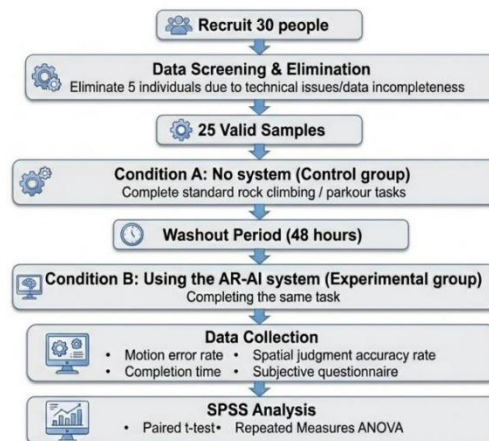 Recruit 30 people
Data Screening & Elimination
Eliminate 5 individuals due to technical issues/data incompleteness
25 Valid Samples
Condition A: No system (Control group)
Complete standard rock climbing / parkour tasks
Washout Period (48 hours)
Condition B: Using the AR-AI system (Experimental group)
Completing the same task
Data Collection
• Motion error rate • Spatial judgment accuracy rate
• Completion time • Subjective questionnaire
SPSS Analysis
• Paired t-test • Repeated Measures ANOVA